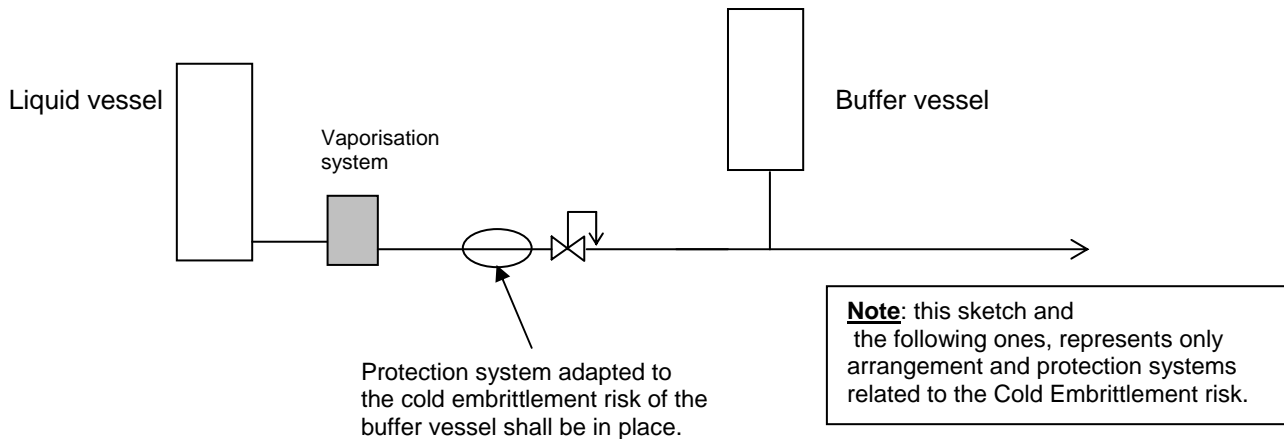 Liquid vessel
Buffer vessel
Vaporisation
system
Protection system adapted to
the cold embrittlement risk of the
buffer vessel shall be in place.
Note: this sketch and
the following ones, represents only
arrangement and protection systems
related to the Cold Embrittlement risk.